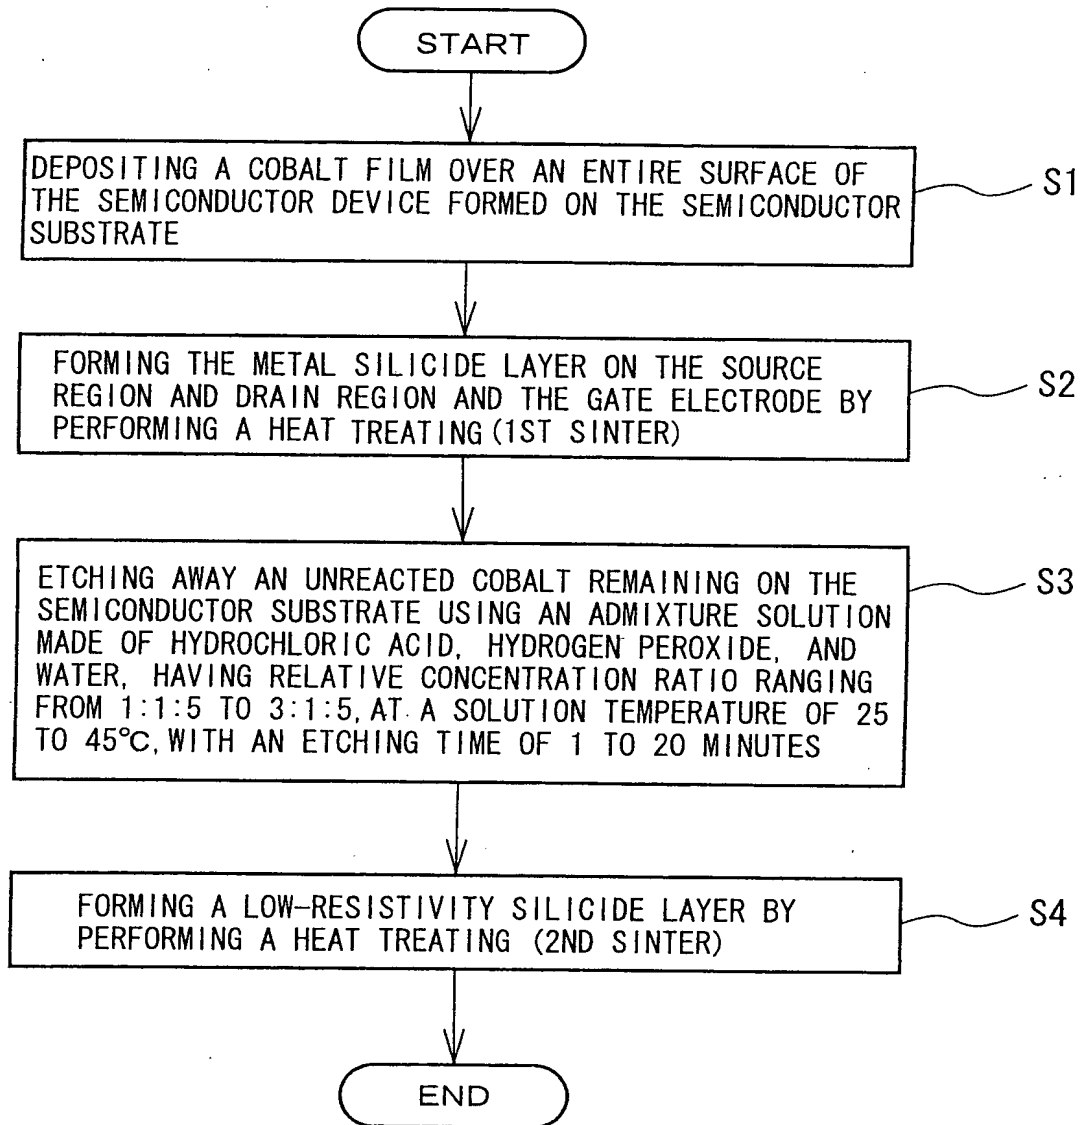 START
DEPOSITING A COBALT FILM OVER AN ENTIRE SURFACE OF
THE SEMICONDUCTOR DEVICE FORMED ON THE SEMICONDUCTOR
SUBSTRATE
S1
FORMING THE METAL SILICIDE LAYER ON THE SOURCE
REGION AND DRAIN REGION AND THE GATE ELECTRODE BY
PERFORMING A HEAT TREATING (1ST SINTER)
S2
ETCHING AWAY AN UNREACTED COBALT REMAINING ON THE
SEMICONDUCTOR SUBSTRATE USING AN ADMIXTURE SOLUTION
MADE OF HYDROCHLORIC ACID, HYDROGEN PEROXIDE, AND
WATER, HAVING RELATIVE CONCENTRATION RATIO RANGING
FROM 1:1:5 TO 3:1:5, AT A SOLUTION TEMPERATURE OF 25
TO 45°C, WITH AN ETCHING TIME OF 1 TO 20 MINUTES
S3
FORMING A LOW-RESISTIVITY SILICIDE LAYER BY
PERFORMING A HEAT TREATING (2ND SINTER)
S4
END